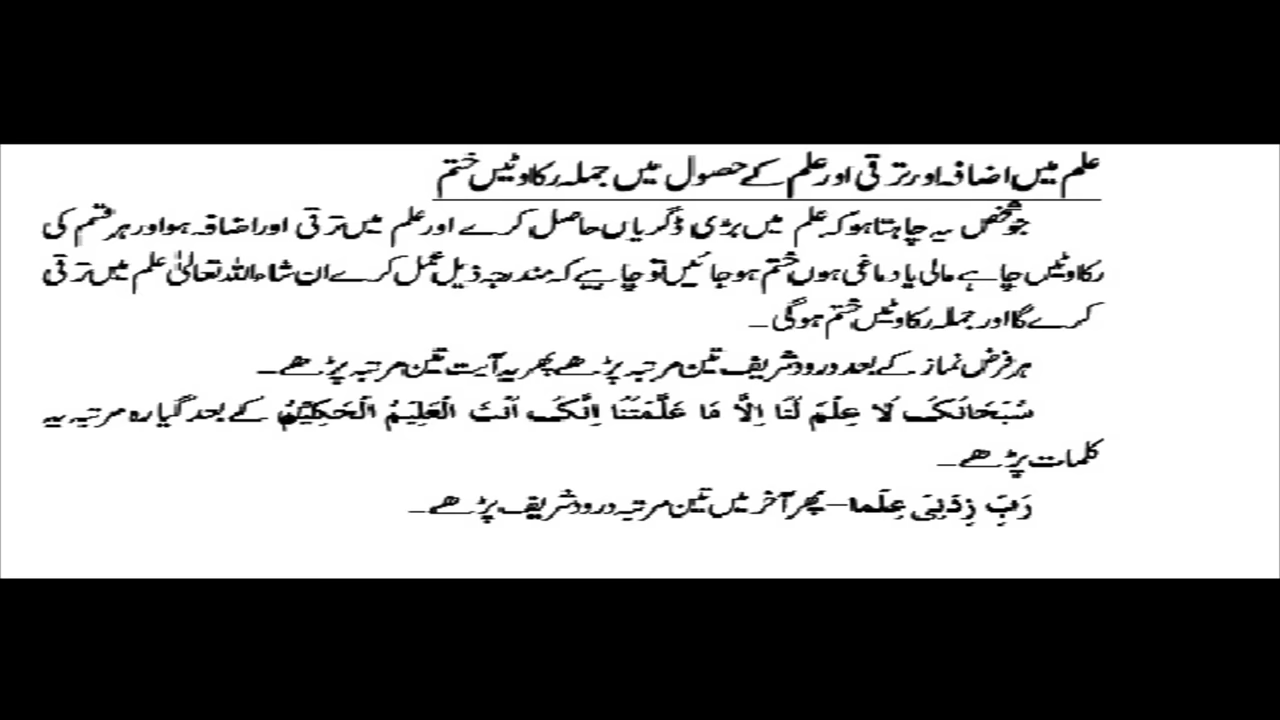 علم میں اضافہ اور ترقی اور علم کے حصول میں جملہ رکاوٹیں ختم
جو شخص یہ چاہتا ہو کہ علم میں بڑی ڈگریاں حاصل کرے اور علم میں ترقی اور اضافہ ہو اور ہر قسم کی
رکاوٹیں چاہے مالی یا دماغی ہوں ختم ہو جائیں تو چاہیے کہ مندرجہ ذیل عمل کرے ان شاء اللہ تعالیٰ علم میں ترقی
کرے گا اور جملہ رکاوٹیں ختم ہو گی۔
ہر فرض نماز کے بعد درود شریف تین مرتبہ پڑھے پھر یہ آیت تین مرتبہ پڑھے۔
سُبَحَانَکَ لَا عِلَمَ لَنَا اِلَّا مَا عَلَّمَتَنَا اِنَّکَ اَنْتَ الْعَلِیْمُ الْحَکِیْمُ کے بعد گیارہ مرتبہ یہ
کلمات پڑھے۔
رَبِّ زِدْنِیْ عِلْما۔ پھر آخر میں تین مرتبہ درود شریف پڑھے۔